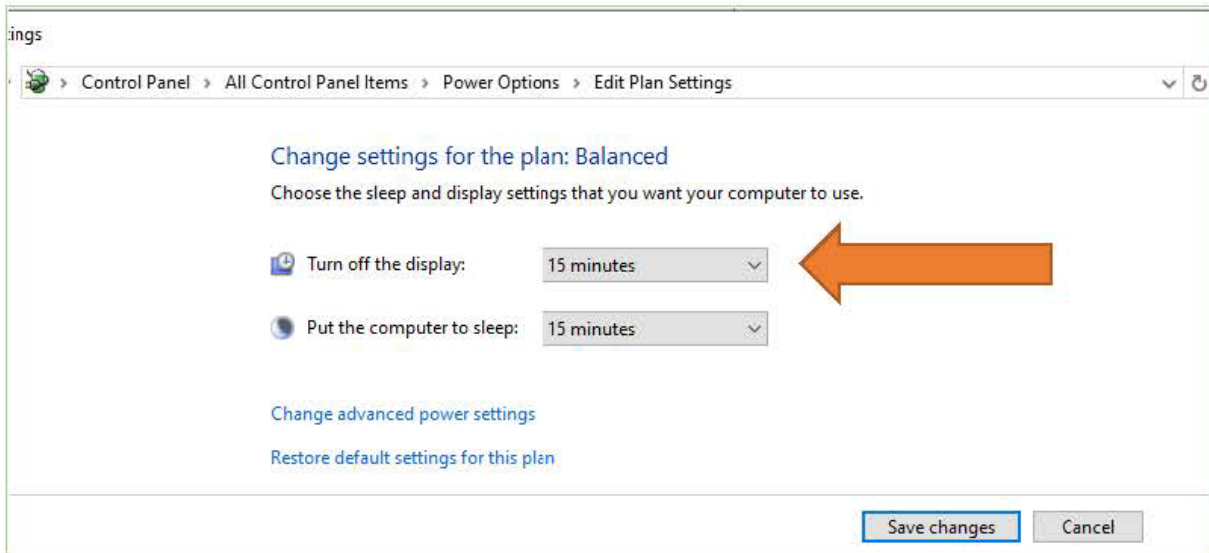 ings
Control Panel > All Control Panel Items > Power Options > Edit Plan Settings
Change settings for the plan: Balanced
Choose the sleep and display settings that you want your computer to use.
Turn off the display: 15 minutes
Put the computer to sleep: 15 minutes
Change advanced power settings
Restore default settings for this plan
Save changes Cancel